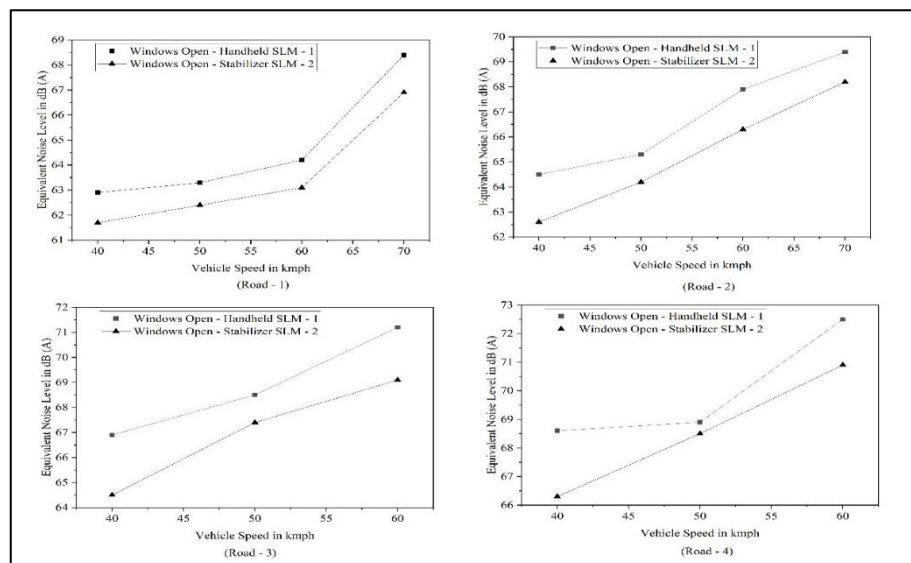 Windows Open - Handheld SLM - 1
Windows Open - Stabilizer SLM - 2
Equivalent Noise Level in dB (A)
69
68
67
66
65
64
63
62
61
40 45 50 55 60 65 70
Vehicle Speed in kmph
(Road - 1)
Windows Open - Handheld SLM - 1
Windows Open - Stabilizer SLM - 2
Equivalent Noise Level in dB (A)
70
69
68
67
66
65
64
63
62
40 45 50 55 60 65 70
Vehicle Speed in kmph
(Road - 2)
Windows Open - Handheld SLM - 1
Windows Open - Stabilizer SLM - 2
Equivalent Noise Level in dB (A)
72
71
70
69
68
67
66
65
64
40 45 50 55 60
Vehicle Speed in kmph
(Road - 3)
Windows Open - Handheld SLM - 1
Windows Open - Stabilizer SLM - 2
Equivalent Noise Level in dB (A)
73
72
71
70
69
68
67
66
40 45 50 55 60
Vehicle Speed in kmph
(Road - 4)